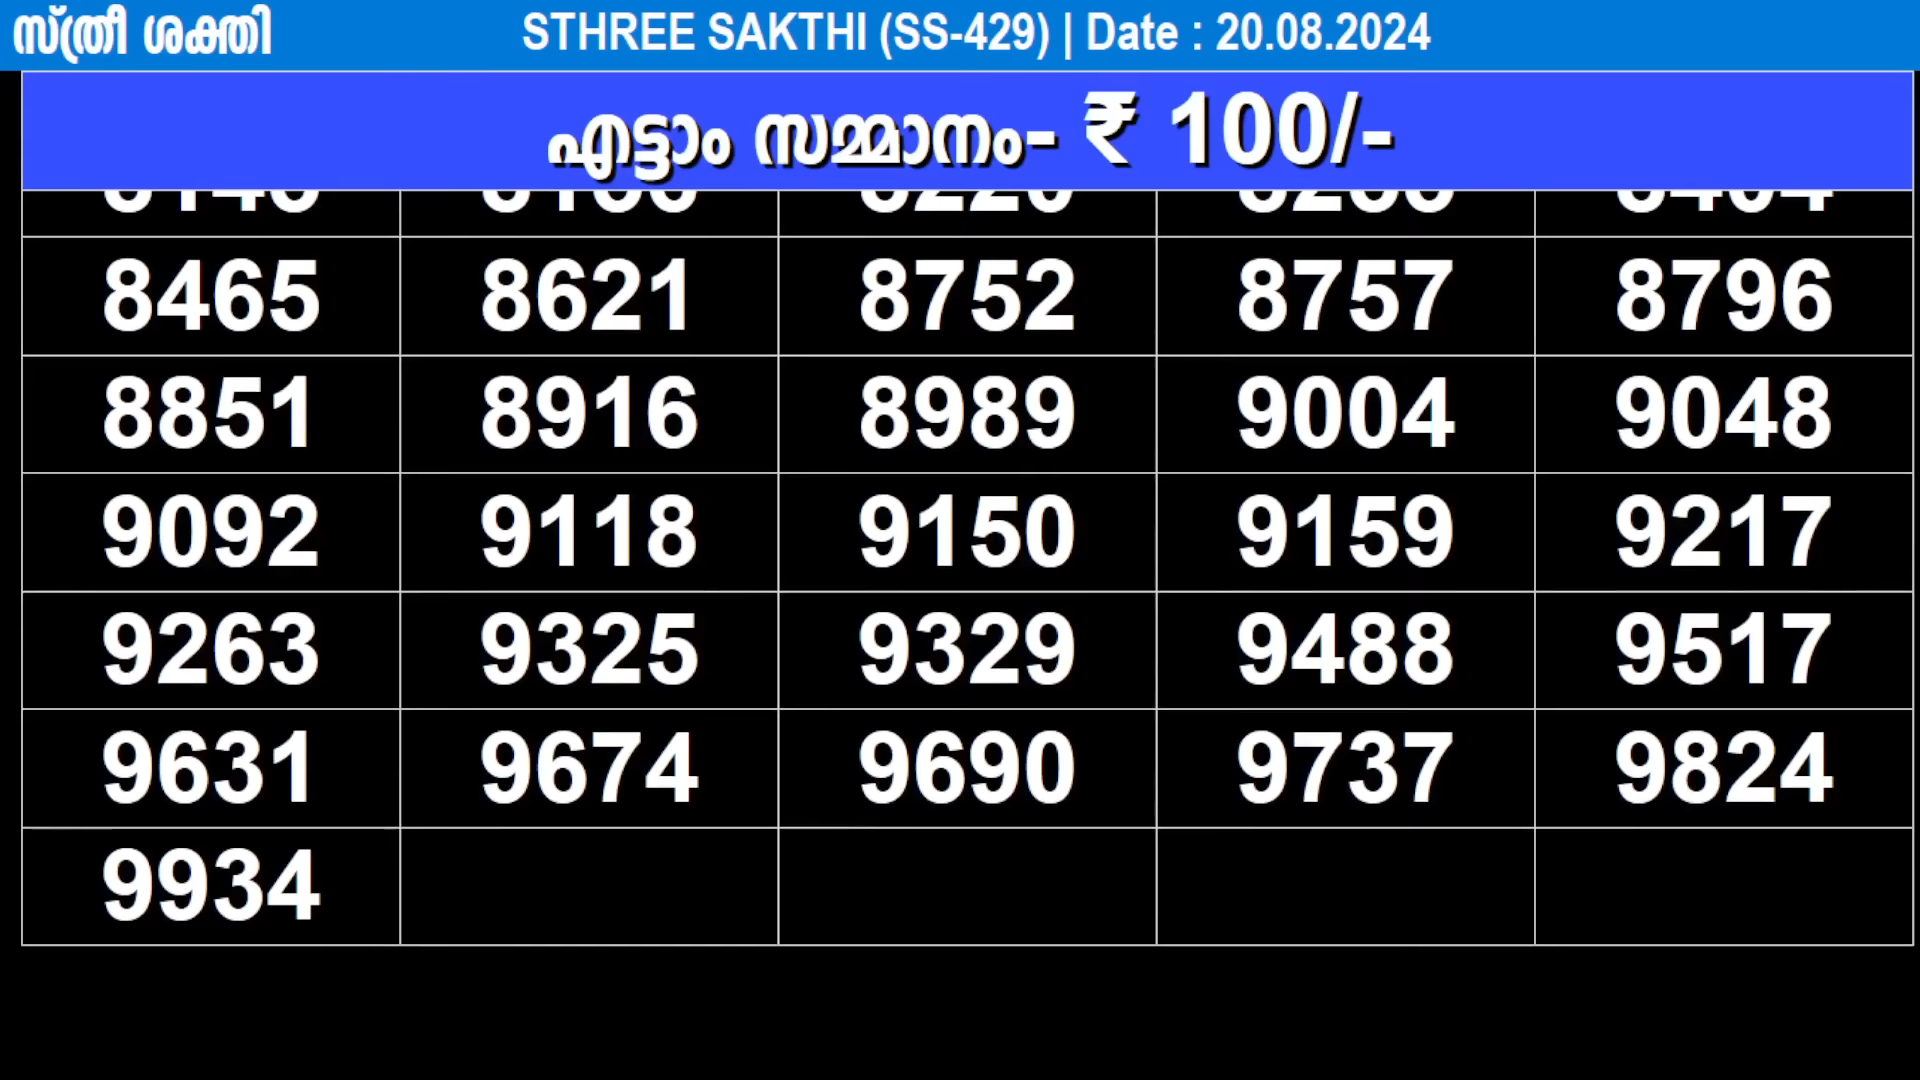 സ്ത്രീ ശക്തി STHREE SAKTHI (SS-429) | Date : 20.08.2024
എട്ടാം സമ്മാനം- ₹ 100/-
8465 8621 8752 8757 8796
8851 8916 8989 9004 9048
9092 9118 9150 9159 9217
9263 9325 9329 9488 9517
9631 9674 9690 9737 9824
9934